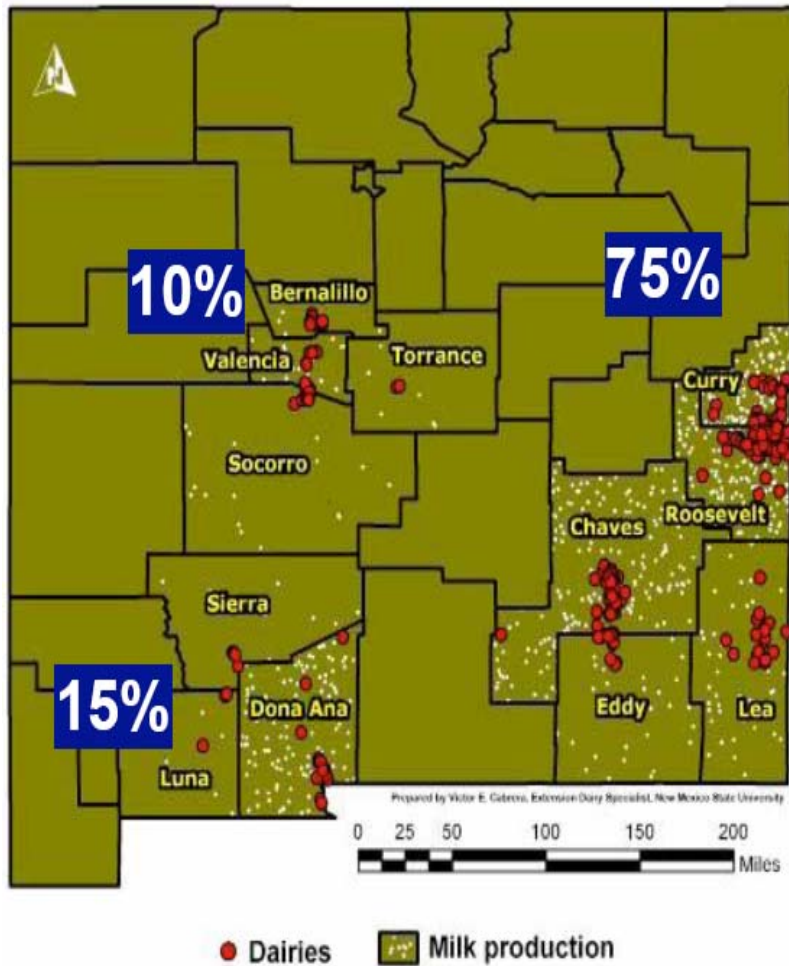 N
10%
75%
Bernalillo
Valencia
Torrance
Curry
Socorro
Chaves
Roosevelt
Sierra
15%
Dona Ana
Eddy
Lea
Luna
Prepared by Victor E. Cabrera, Extension Dairy Specialist, New Mexico State University
0 25 50 100 150 200
Miles
Dairies Milk production